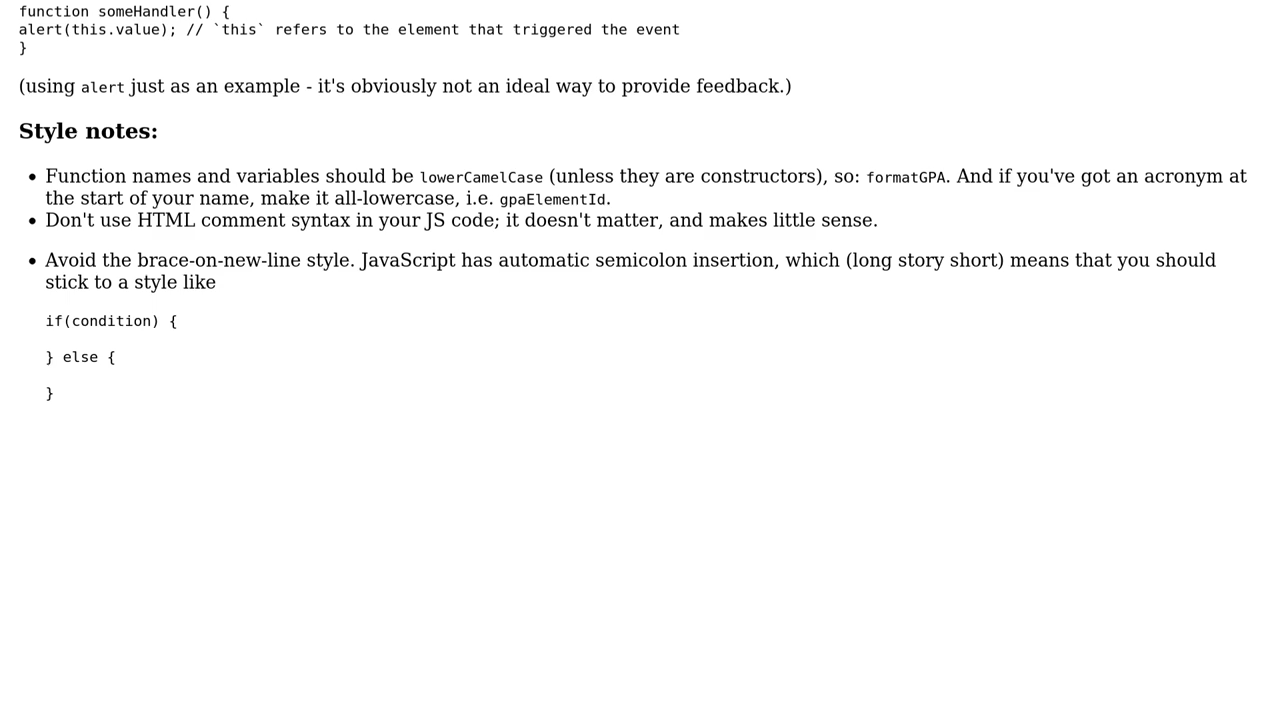 function someHandler() {
alert(this.value); // `this` refers to the element that triggered the event
}
(using alert just as an example - it's obviously not an ideal way to provide feedback.)
Style notes:
• Function names and variables should be lowerCamelCase (unless they are constructors), so: formatGPA. And if you've got an acronym at
the start of your name, make it all-lowercase, i.e. gpaElementId.
• Don't use HTML comment syntax in your JS code; it doesn't matter, and makes little sense.
• Avoid the brace-on-new-line style. JavaScript has automatic semicolon insertion, which (long story short) means that you should
stick to a style like
if(condition) {
} else {
}